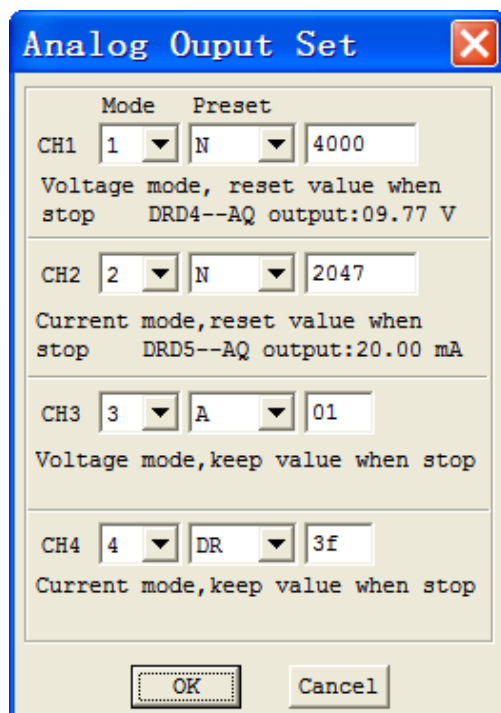 Analog Ouput Set
Mode Preset
CH1 1 N 4000
Voltage mode, reset value when
stop DRD4--AQ output:09.77 V
CH2 2 N 2047
Current mode,reset value when
stop DRD5--AQ output:20.00 mA
CH3 3 A 01
Voltage mode,keep value when stop
CH4 4 DR 3f
Current mode,keep value when stop
OK Cancel